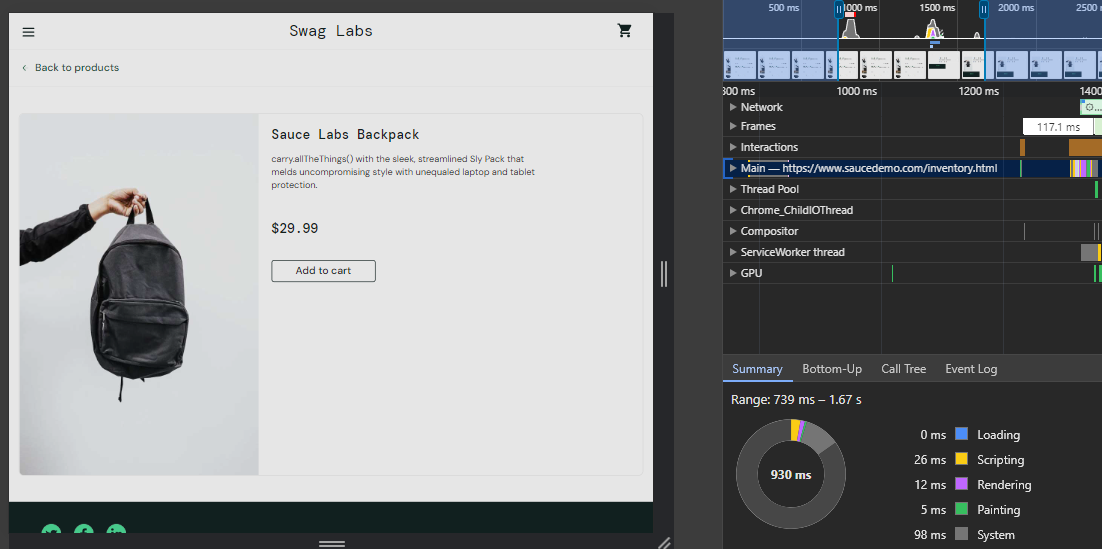 Swag Labs
Back to products
Sauce Labs Backpack
carry.allTheThings() with the sleek, streamlined Sly Pack that
melds uncompromising style with unequaled laptop and tablet
protection.
$29.99
Add to cart
500 ms
1000 ms
1500 ms
2000 ms
2500
800 ms
1000 ms
1200 ms
1400
Network
Frames
117.1 ms
Interactions
Main — https://www.saucedemo.com/inventory.html
Thread Pool
Chrome_ChildIOThread
Compositor
ServiceWorker thread
GPU
Summary Bottom-Up Call Tree Event Log
Range: 739 ms – 1.67 s
930 ms
0 ms Loading
26 ms Scripting
12 ms Rendering
5 ms Painting
98 ms System